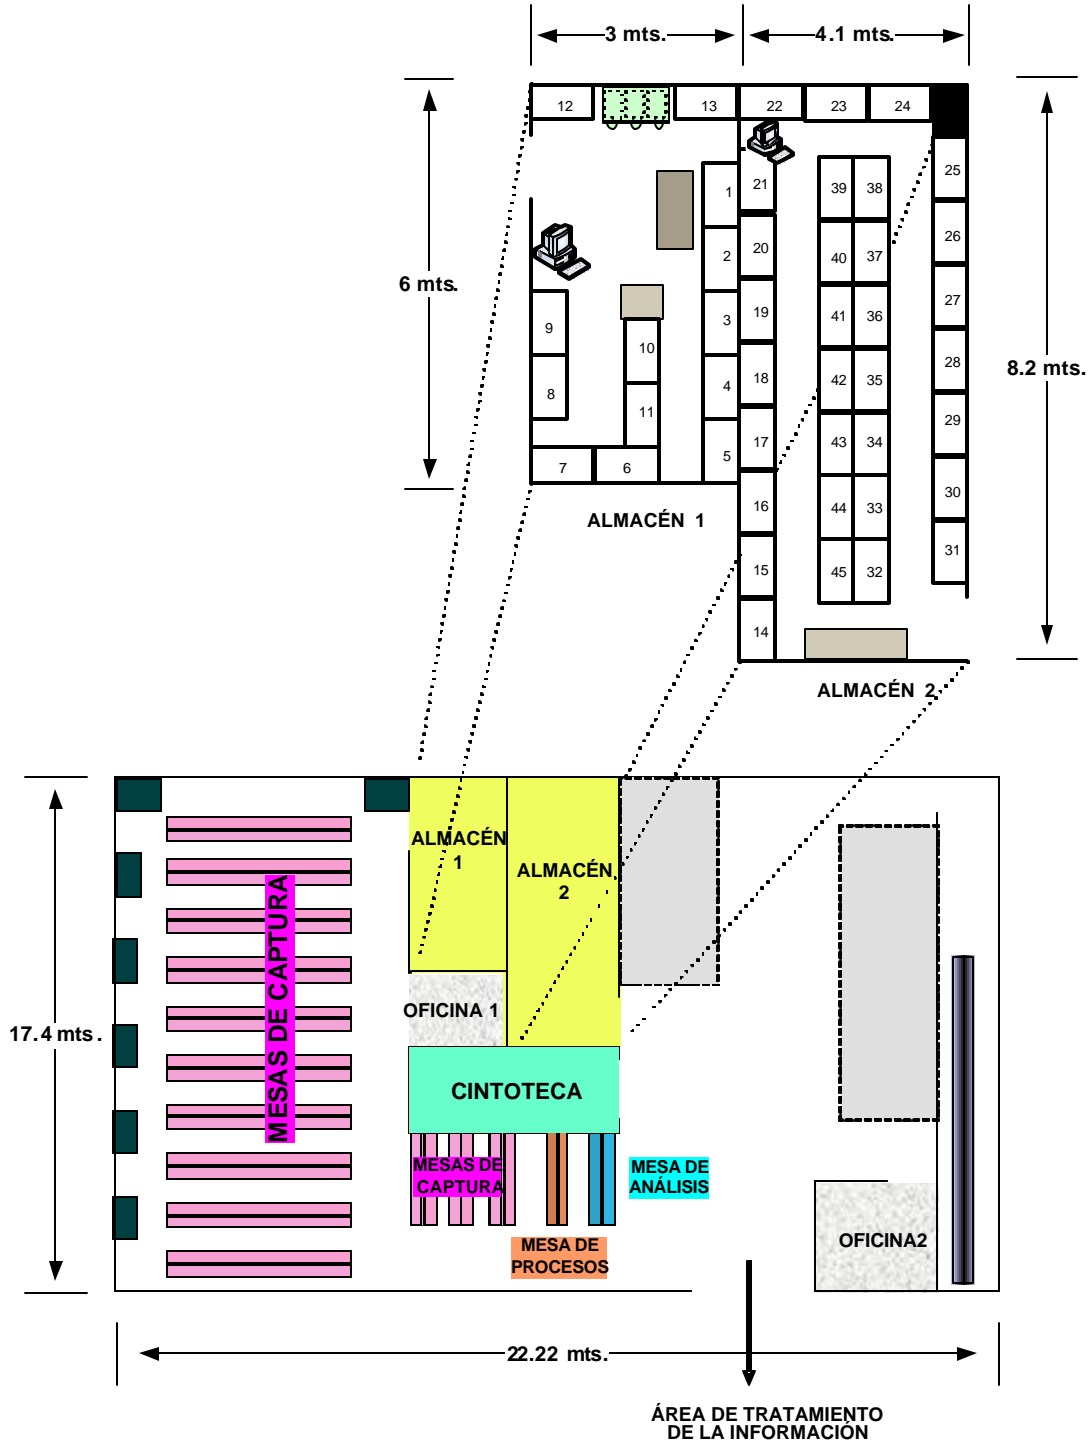 3 mts.
4.1 mts.
12
13
22
23
24
25
1
21
39
38
2
20
40
37
26
6 mts.
9
3
19
41
36
27
10
8.2 mts.
8
4
18
42
35
28
11
5
17
43
34
29
7
6
16
44
33
30
ALMACÉN 1
15
45
32
31
14
ALMACÉN 2
ALMACÉN
1
ALMACÉN
2
MESAS DE CAPTURA
OFICINA 1
17.4 mts.
CINTOTECA
MESAS DE
CAPTURA
MESA DE
ANÁLISIS
MESA DE
PROCESOS
OFICINA2
22.22 mts.
ÁREA DE TRATAMIENTO
DE LA INFORMACIÓN